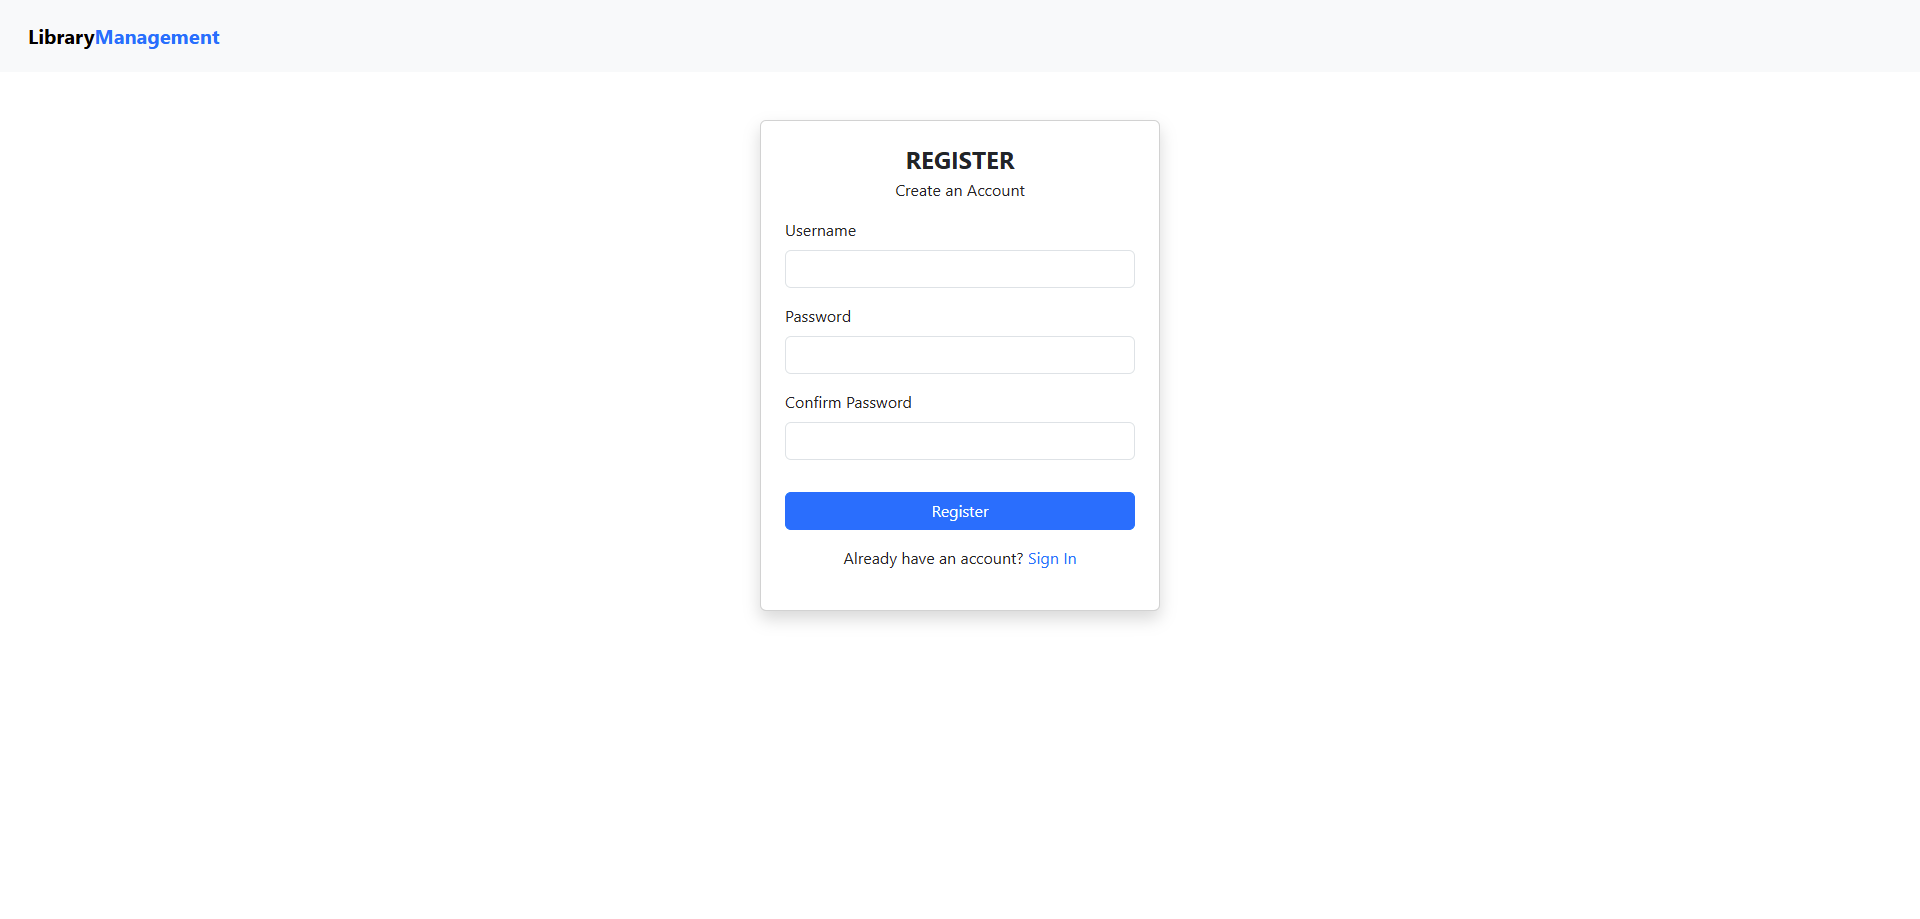 LibraryManagement
REGISTER
Create an Account
Username
Password
Confirm Password
Register
Already have an account? Sign In